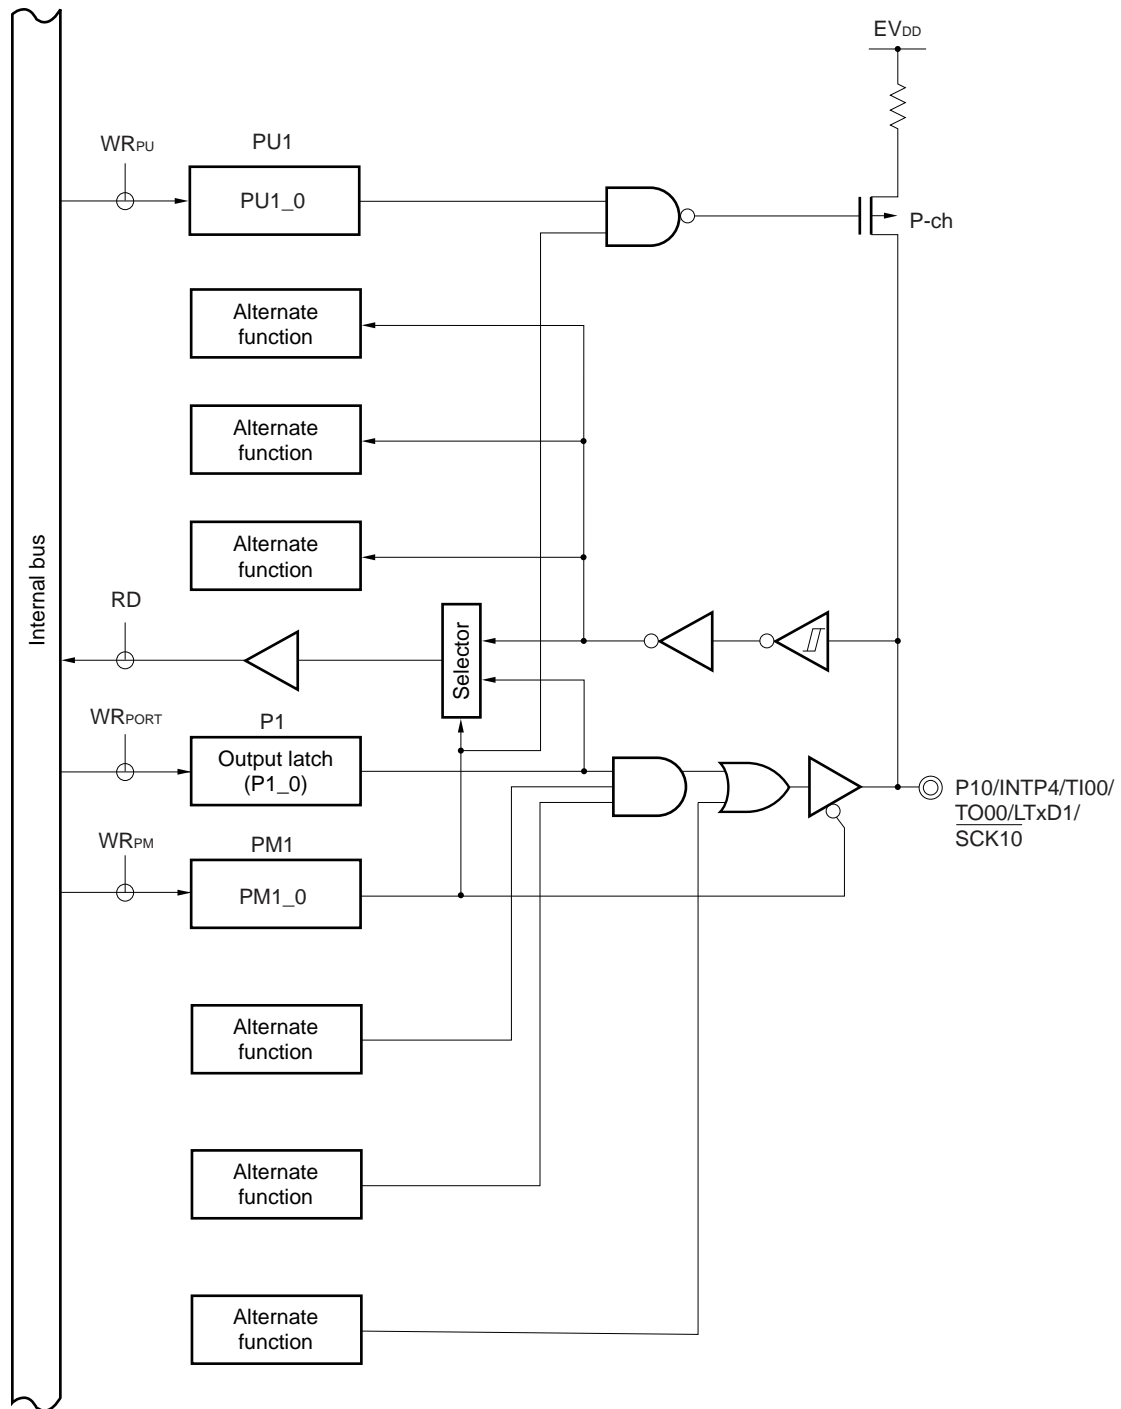 EVDD
WRPU
PU1
PU1_0
P-ch
Alternate
function
Alternate
function
Alternate
function
Internal bus
RD
Selector
WRPORT
P1
Output latch
(P1_0)
P10/INTP4/TI00/
TO00/LTxD1/
SCK10
WRPM
PM1
PM1_0
Alternate
function
Alternate
function
Alternate
function